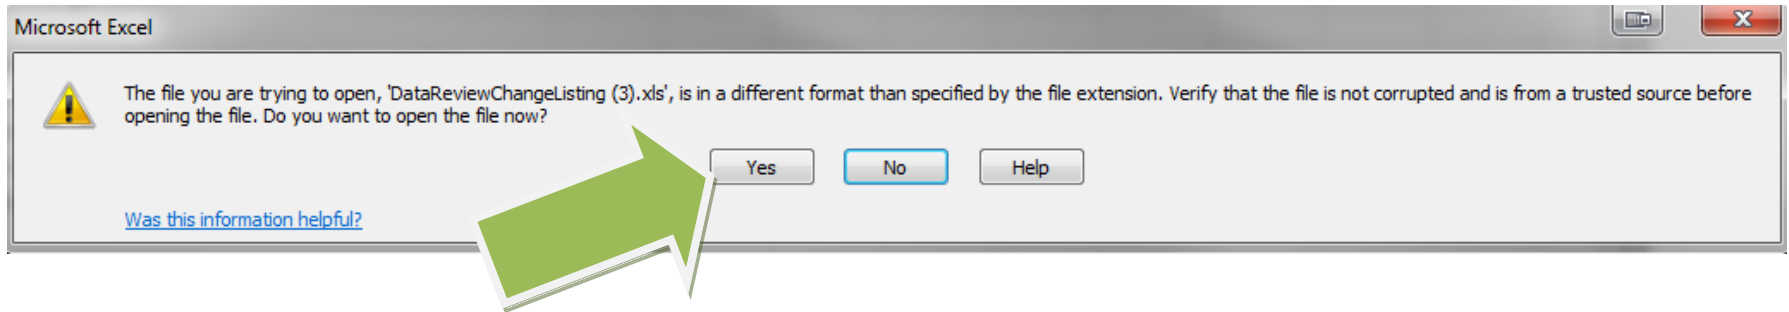 Microsoft Excel
The file you are trying to open, 'DataReviewChangeListing (3).xls', is in a different format than specified by the file extension. Verify that the file is not corrupted and is from a trusted source before
opening the file. Do you want to open the file now?
Yes No Help
Was this information helpful?